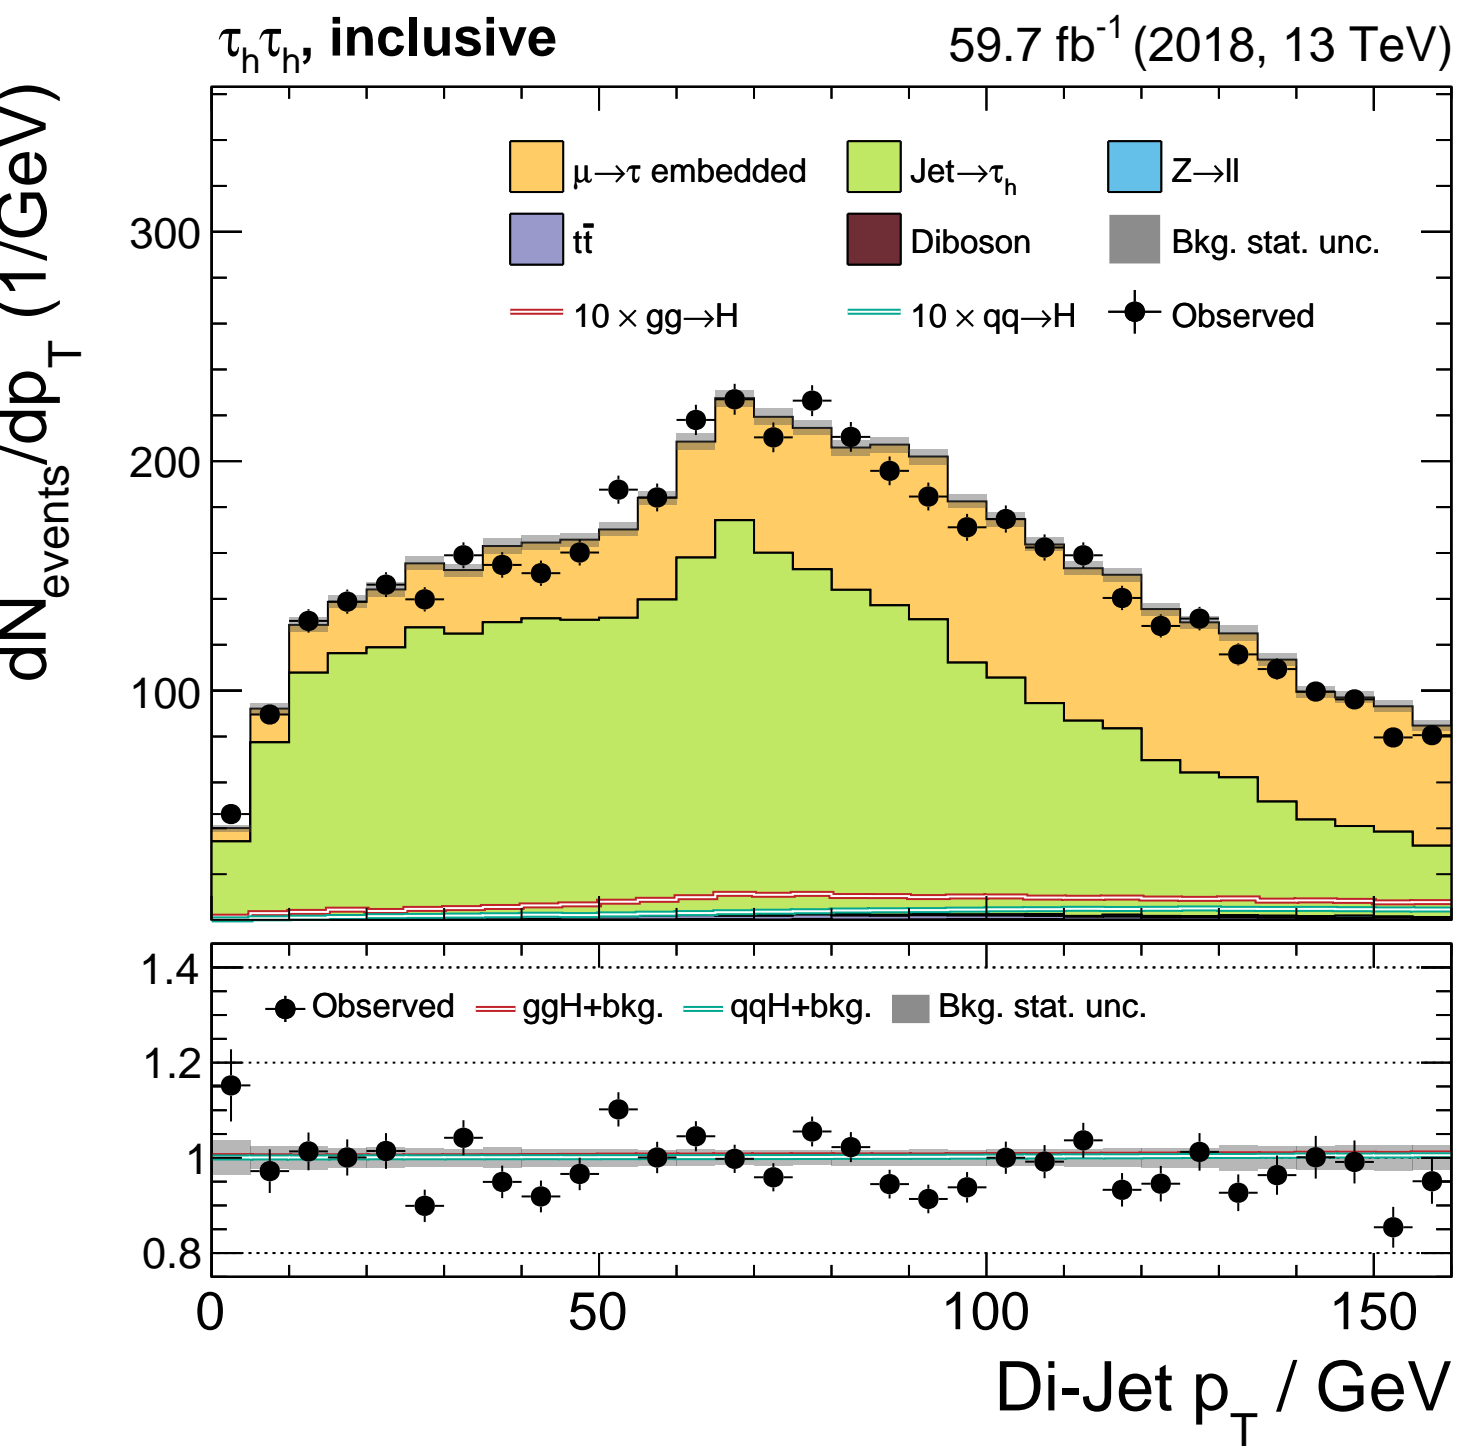 τhτh, inclusive 59.7 fb-1 (2018, 13 TeV)
dNevents/dpT (1/GeV)
μ→τ embedded Jet→τh Z→ll
tt̄ Diboson Bkg. stat. unc.
10 × gg→H 10 × qq→H Observed
300
200
100
1.4
Observed ggH+bkg. qqH+bkg. Bkg. stat. unc.
1.2
1
0.8
0 50 100 150
Di-Jet pT / GeV